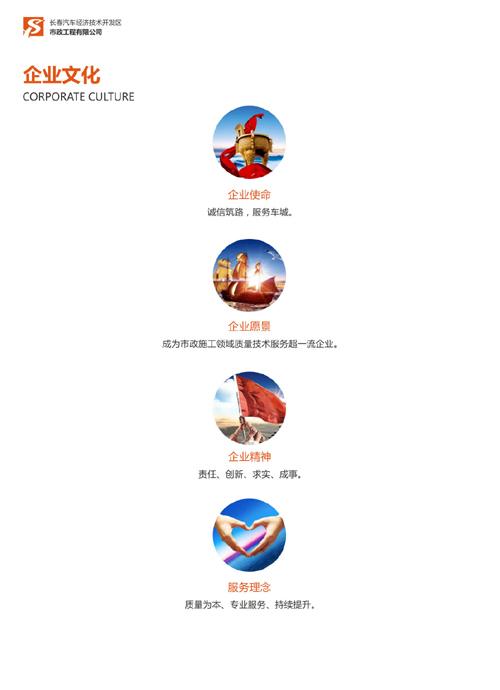 长春汽车经济技术开发区
市政工程有限公司
企业文化
CORPORATE CULTURE
企业使命
诚信筑路，服务车城。
企业愿景
成为市政施工领域质量技术服务超一流企业。
企业精神
责任、创新、求实、成事。
服务理念
质量为本、专业服务、持续提升。